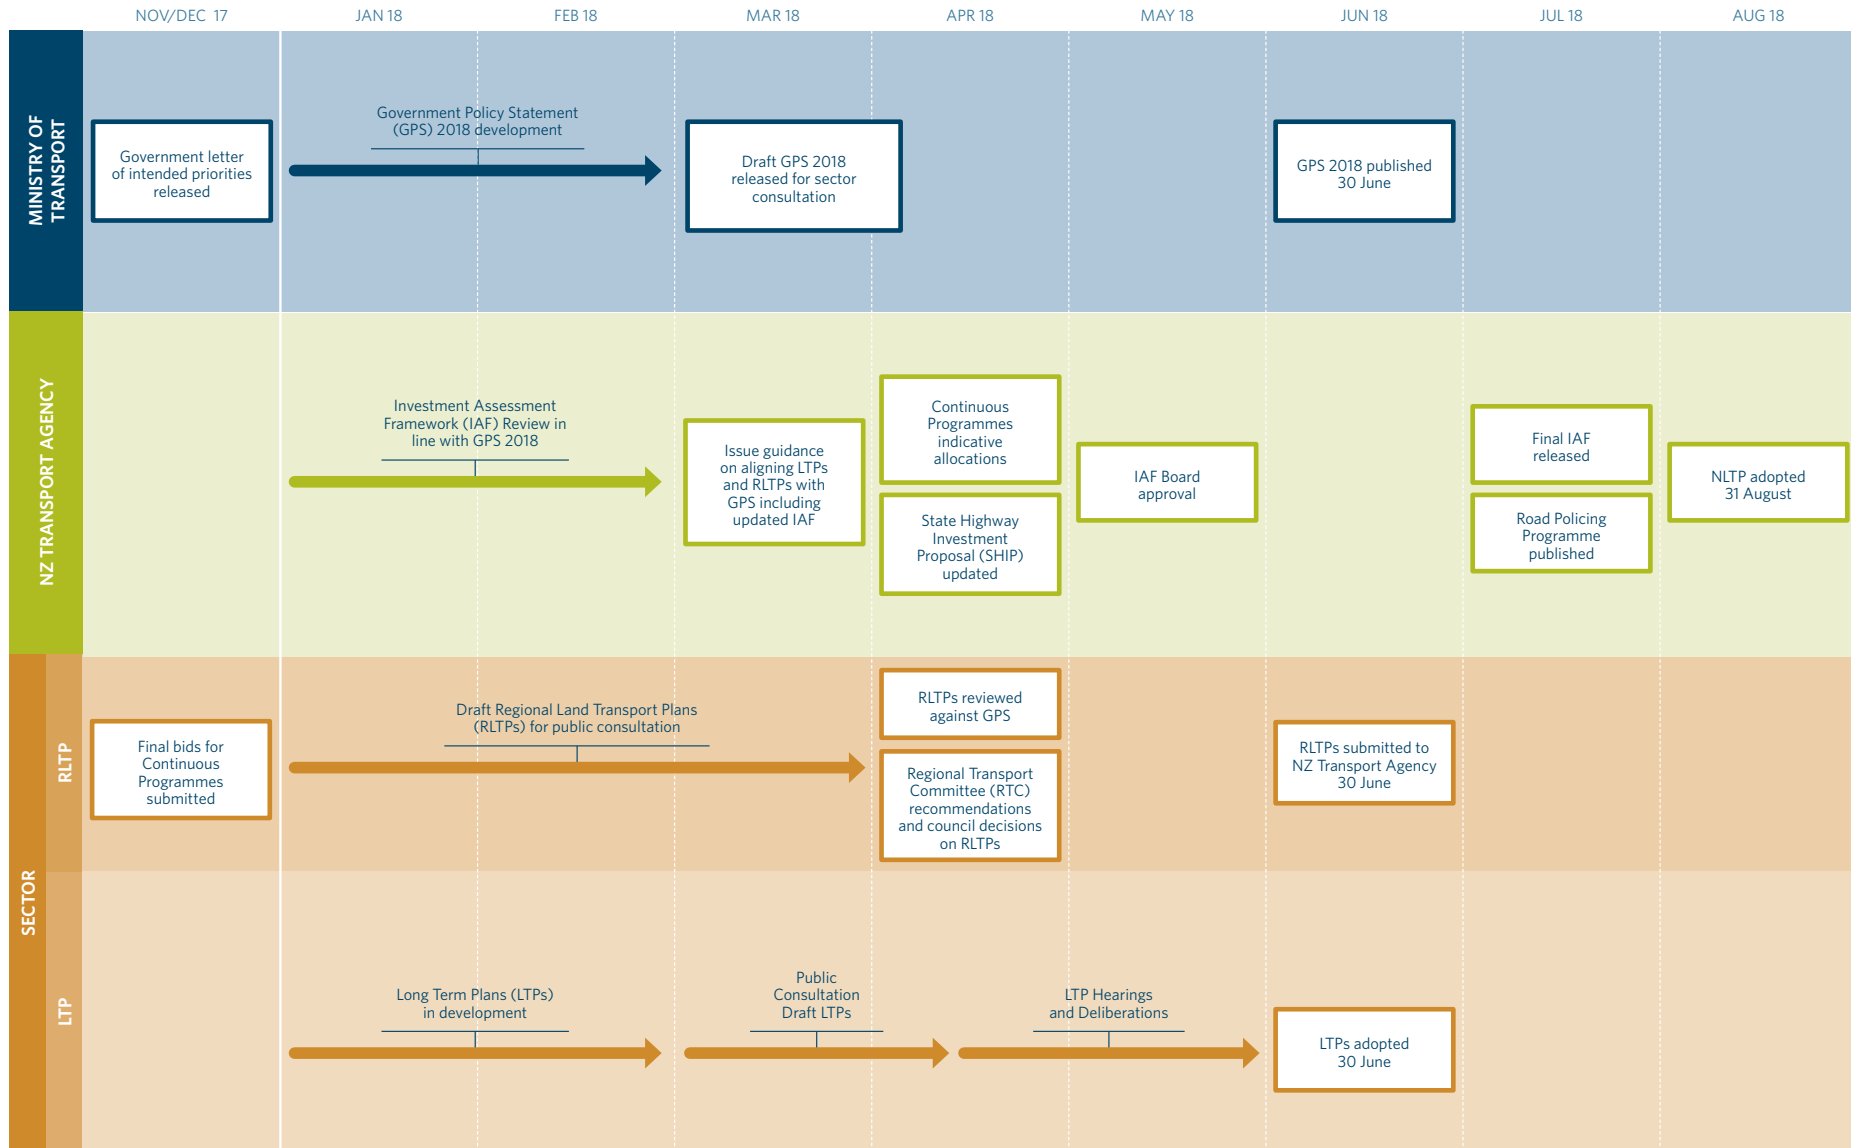 NOV/DEC 17
JAN 18
FEB 18
MAR 18
APR 18
MAY 18
JUN 18
JUL 18
AUG 18
MINISTRY OF
TRANSPORT
Government letter
of intended priorities
released
Government Policy Statement
(GPS) 2018 development
Draft GPS 2018
released for sector
consultation
GPS 2018 published
30 June
NZ TRANSPORT AGENCY
Investment Assessment
Framework (IAF) Review in
line with GPS 2018
Issue guidance
on aligning LTPs
and RLTPs with
GPS including
updated IAF
Continuous
Programmes
indicative
allocations
State Highway
Investment
Proposal (SHIP)
updated
IAF Board
approval
Final IAF
released
Road Policing
Programme
published
NLTP adopted
31 August
SECTOR
RLTP
Final bids for
Continuous
Programmes
submitted
Draft Regional Land Transport Plans
(RLTPs) for public consultation
RLTPs reviewed
against GPS
Regional Transport
Committee (RTC)
recommendations
and council decisions
on RLTPs
RLTPs submitted to
NZ Transport Agency
30 June
LTP
Long Term Plans (LTPs)
in development
Public
Consultation
Draft LTPs
LTP Hearings
and Deliberations
LTPs adopted
30 June